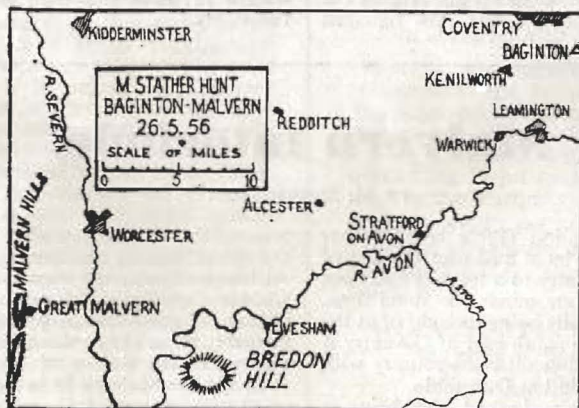 COVENTRY
KIDDERMINSTER
BAGINTON
KENILWORTH
R. SEVERN
M. STATHER HUNT
BAGINTON-MALVERN
26.5.56
SCALE OF MILES
0 5 10
REDDITCH
LEAMINGTON
WARWICK
ALCESTER
MALVERN HILLS
WORCESTER
STRATFORD
ON AVON
R. AVON
R. STOUR
GREAT MALVERN
EVESHAM
BREDON
HILL